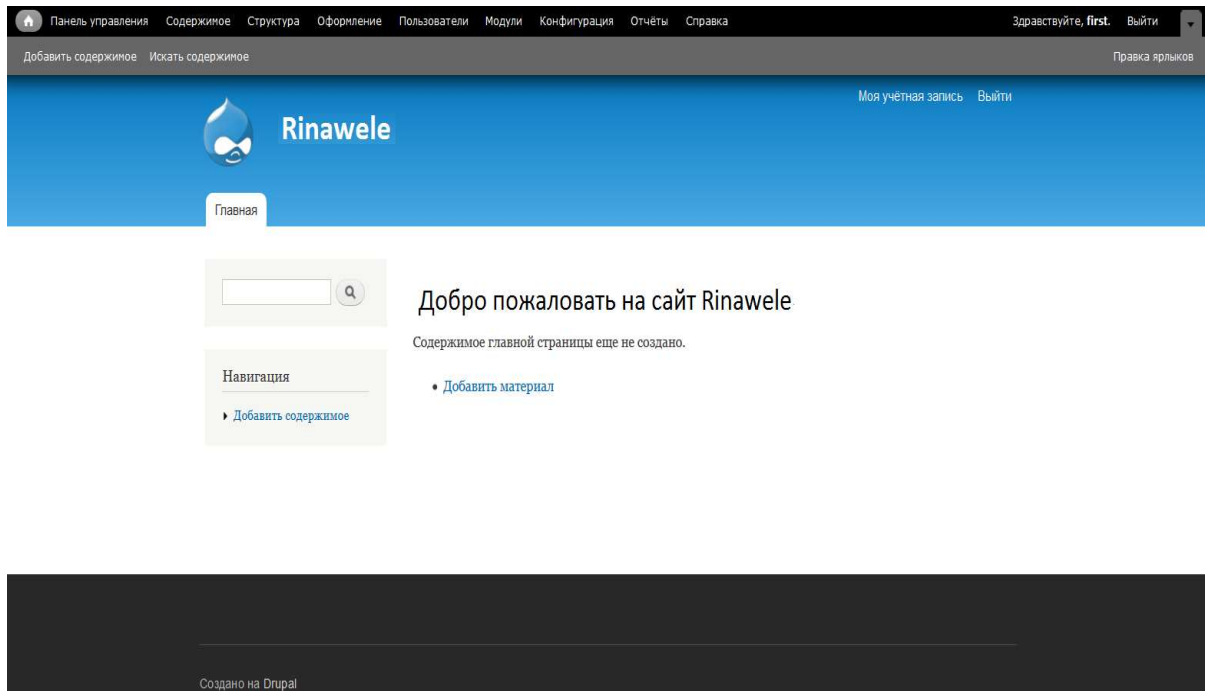 Панель управления Содержимое Структура Оформление Пользователи Модули Конфигурация Отчёты Справка Здравствуйте, first. Выйти
Добавить содержимое Искать содержимое Правка ярлыков
Моя учётная запись Выйти
Rinawele
Главная
Добро пожаловать на сайт Rinawele
Содержимое главной страницы еще не создано.
Навигация
• Добавить материал
Добавить содержимое
Создано на Drupal